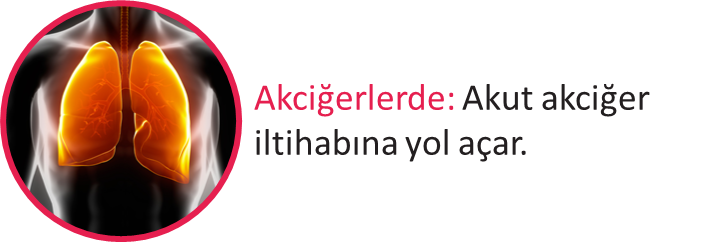 Akciğerlerde: Akut akciğer
iltihabına yol açar.